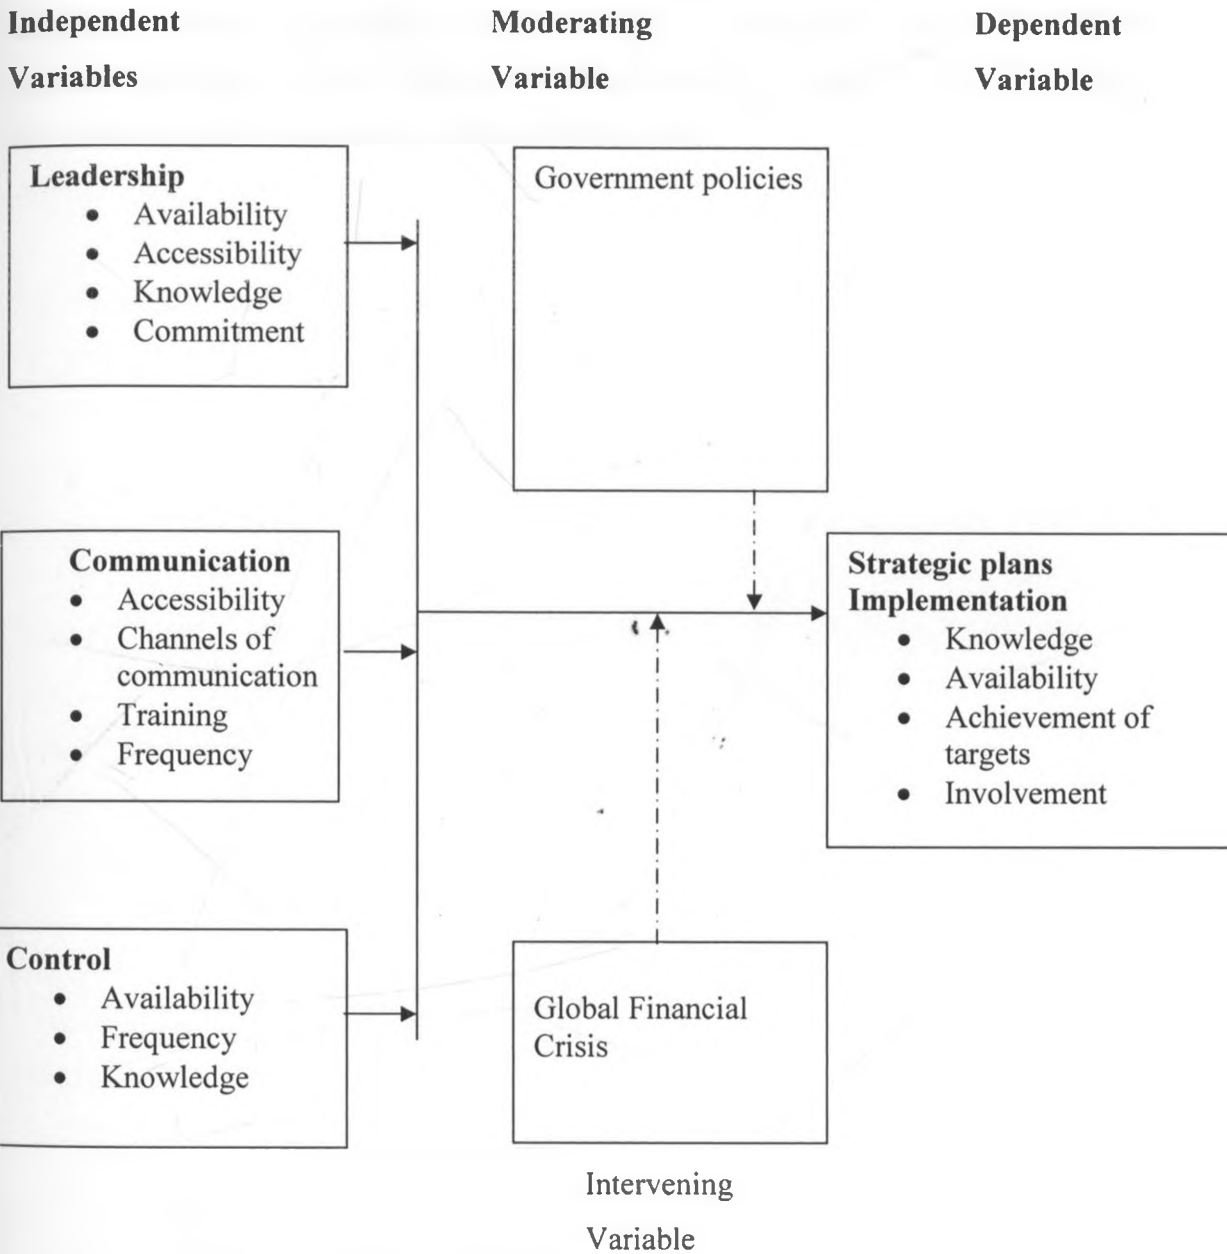 Independent
Variables
Moderating
Variable
Dependent
Variable
Leadership
• Availability
• Accessibility
• Knowledge
• Commitment
Government policies
Communication
• Accessibility
• Channels of
communication
• Training
• Frequency
Strategic plans
Implementation
• Knowledge
• Availability
• Achievement of
targets
• Involvement
Control
• Availability
• Frequency
• Knowledge
Global Financial
Crisis
Intervening
Variable